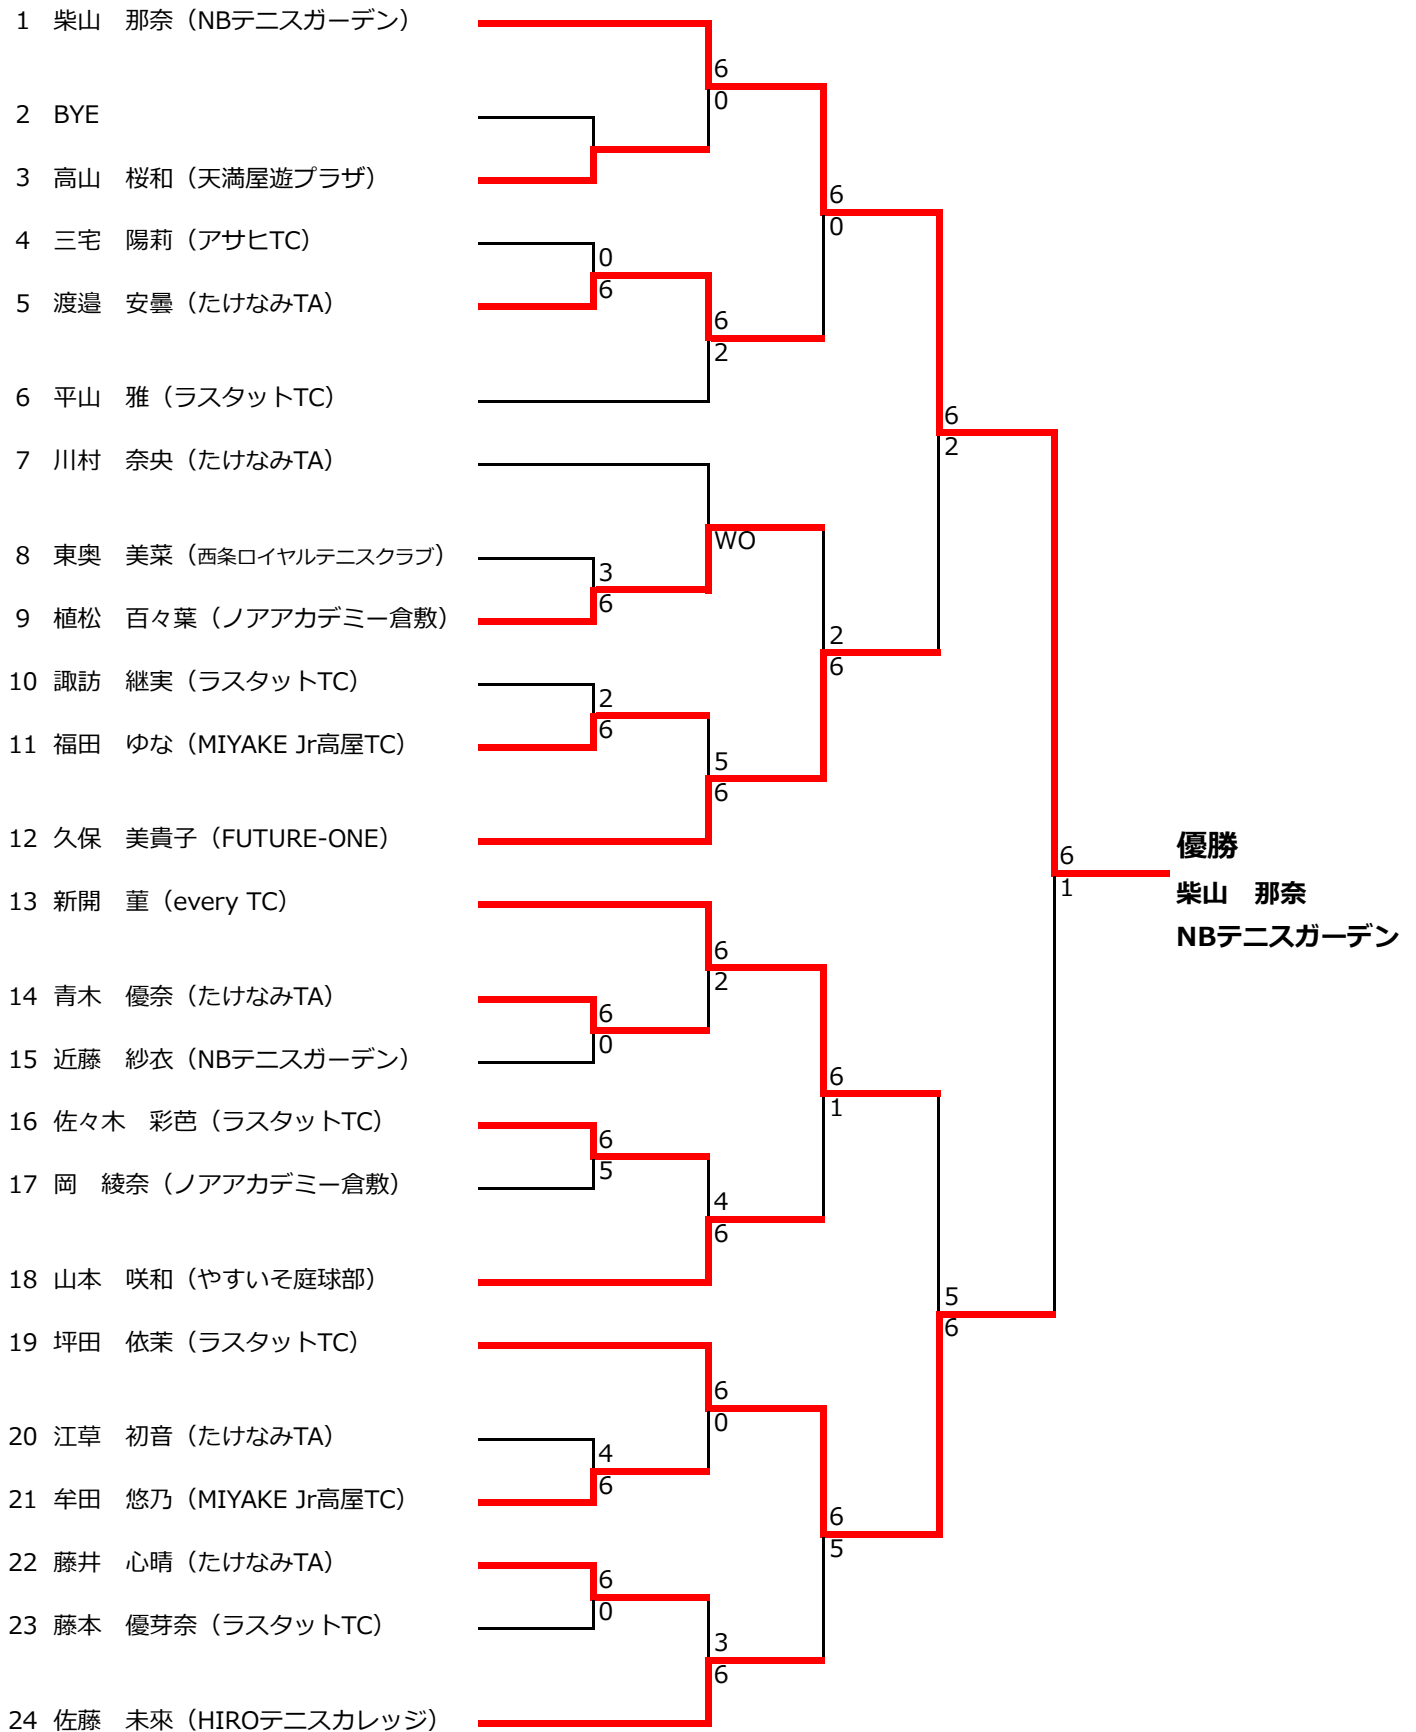 1 柴山　那奈（NBテニスガーデン）
6
0
2 BYE
3 高山　桜和（天満屋遊プラザ）
6
0
4 三宅　陽莉（アサヒTC）
0
6
5 渡邉　安曇（たけなみTA）
6
2
6 平山　雅（ラスタットTC）
6
2
7 川村　奈央（たけなみTA）
WO
8 東奥　美菜（西条ロイヤルテニスクラブ）
3
6
9 植松　百々葉（ノアアカデミー倉敷）
2
6
10 諏訪　継実（ラスタットTC）
2
6
11 福田　ゆな（MIYAKE Jr高屋TC）
5
6
12 久保　美貴子（FUTURE-ONE）
6
1
優勝
柴山　那奈
NBテニスガーデン
13 新開　菫（every TC）
6
2
14 青木　優奈（たけなみTA）
6
0
15 近藤　紗衣（NBテニスガーデン）
6
1
16 佐々木　彩芭（ラスタットTC）
6
5
17 岡　綾奈（ノアアカデミー倉敷）
4
6
18 山本　咲和（やすいそ庭球部）
5
6
19 坪田　依茉（ラスタットTC）
6
0
20 江草　初音（たけなみTA）
4
6
21 牟田　悠乃（MIYAKE Jr高屋TC）
6
5
22 藤井　心晴（たけなみTA）
6
0
23 藤本　優芽奈（ラスタットTC）
3
6
24 佐藤　未來（HIROテニスカレッジ）